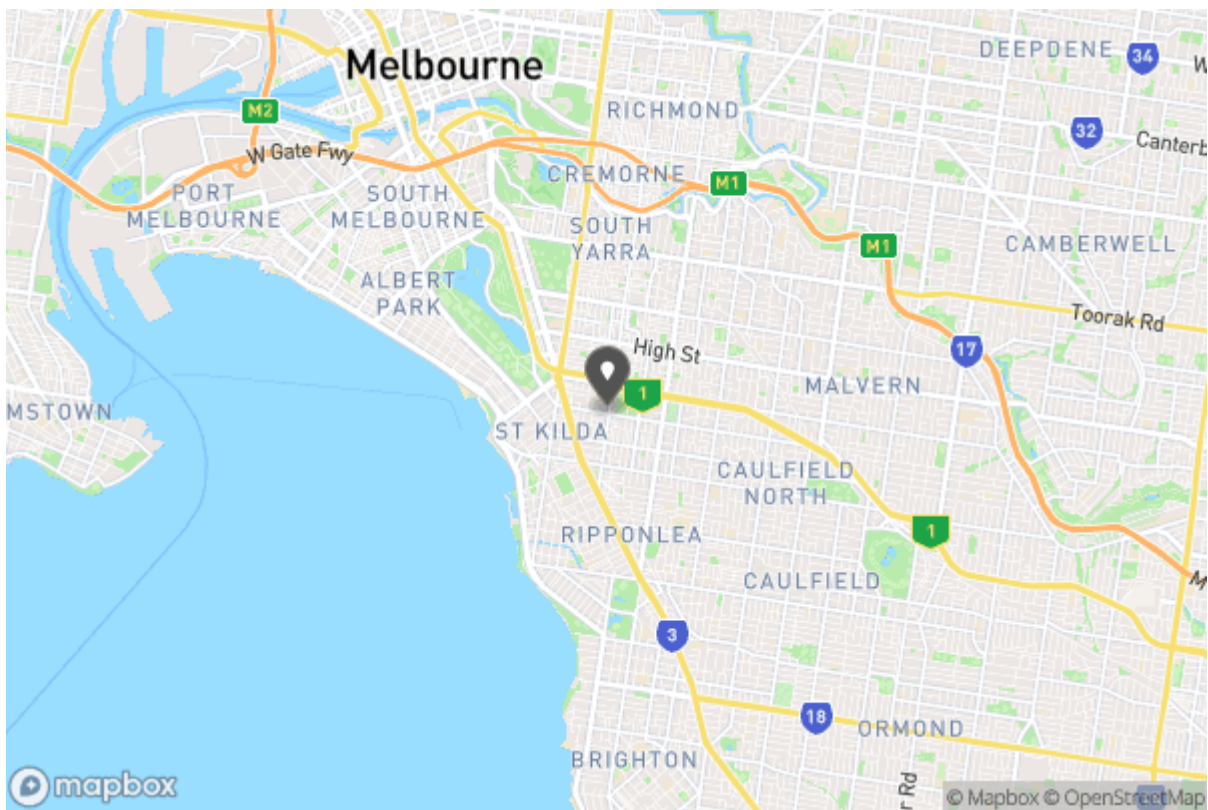 DEEPDENE
34
W
Melbourne
RICHMOND
M2
32
Canterb
W Gate Fwy
CREMORNE
M1
PORT
MELBOURNE
SOUTH
MELBOURNE
SOUTH
YARRA
M1
CAMBERWELL
ALBERT
PARK
Toorak Rd
High St
17
MALVERN
1
MSTOWN
ST KILDA
CAULFIELD
NORTH
RIPPONLEA
1
CAULFIELD
M
3
18
ORMOND
BRIGHTON
r Rd
mapbox
© Mapbox © OpenStreetMap